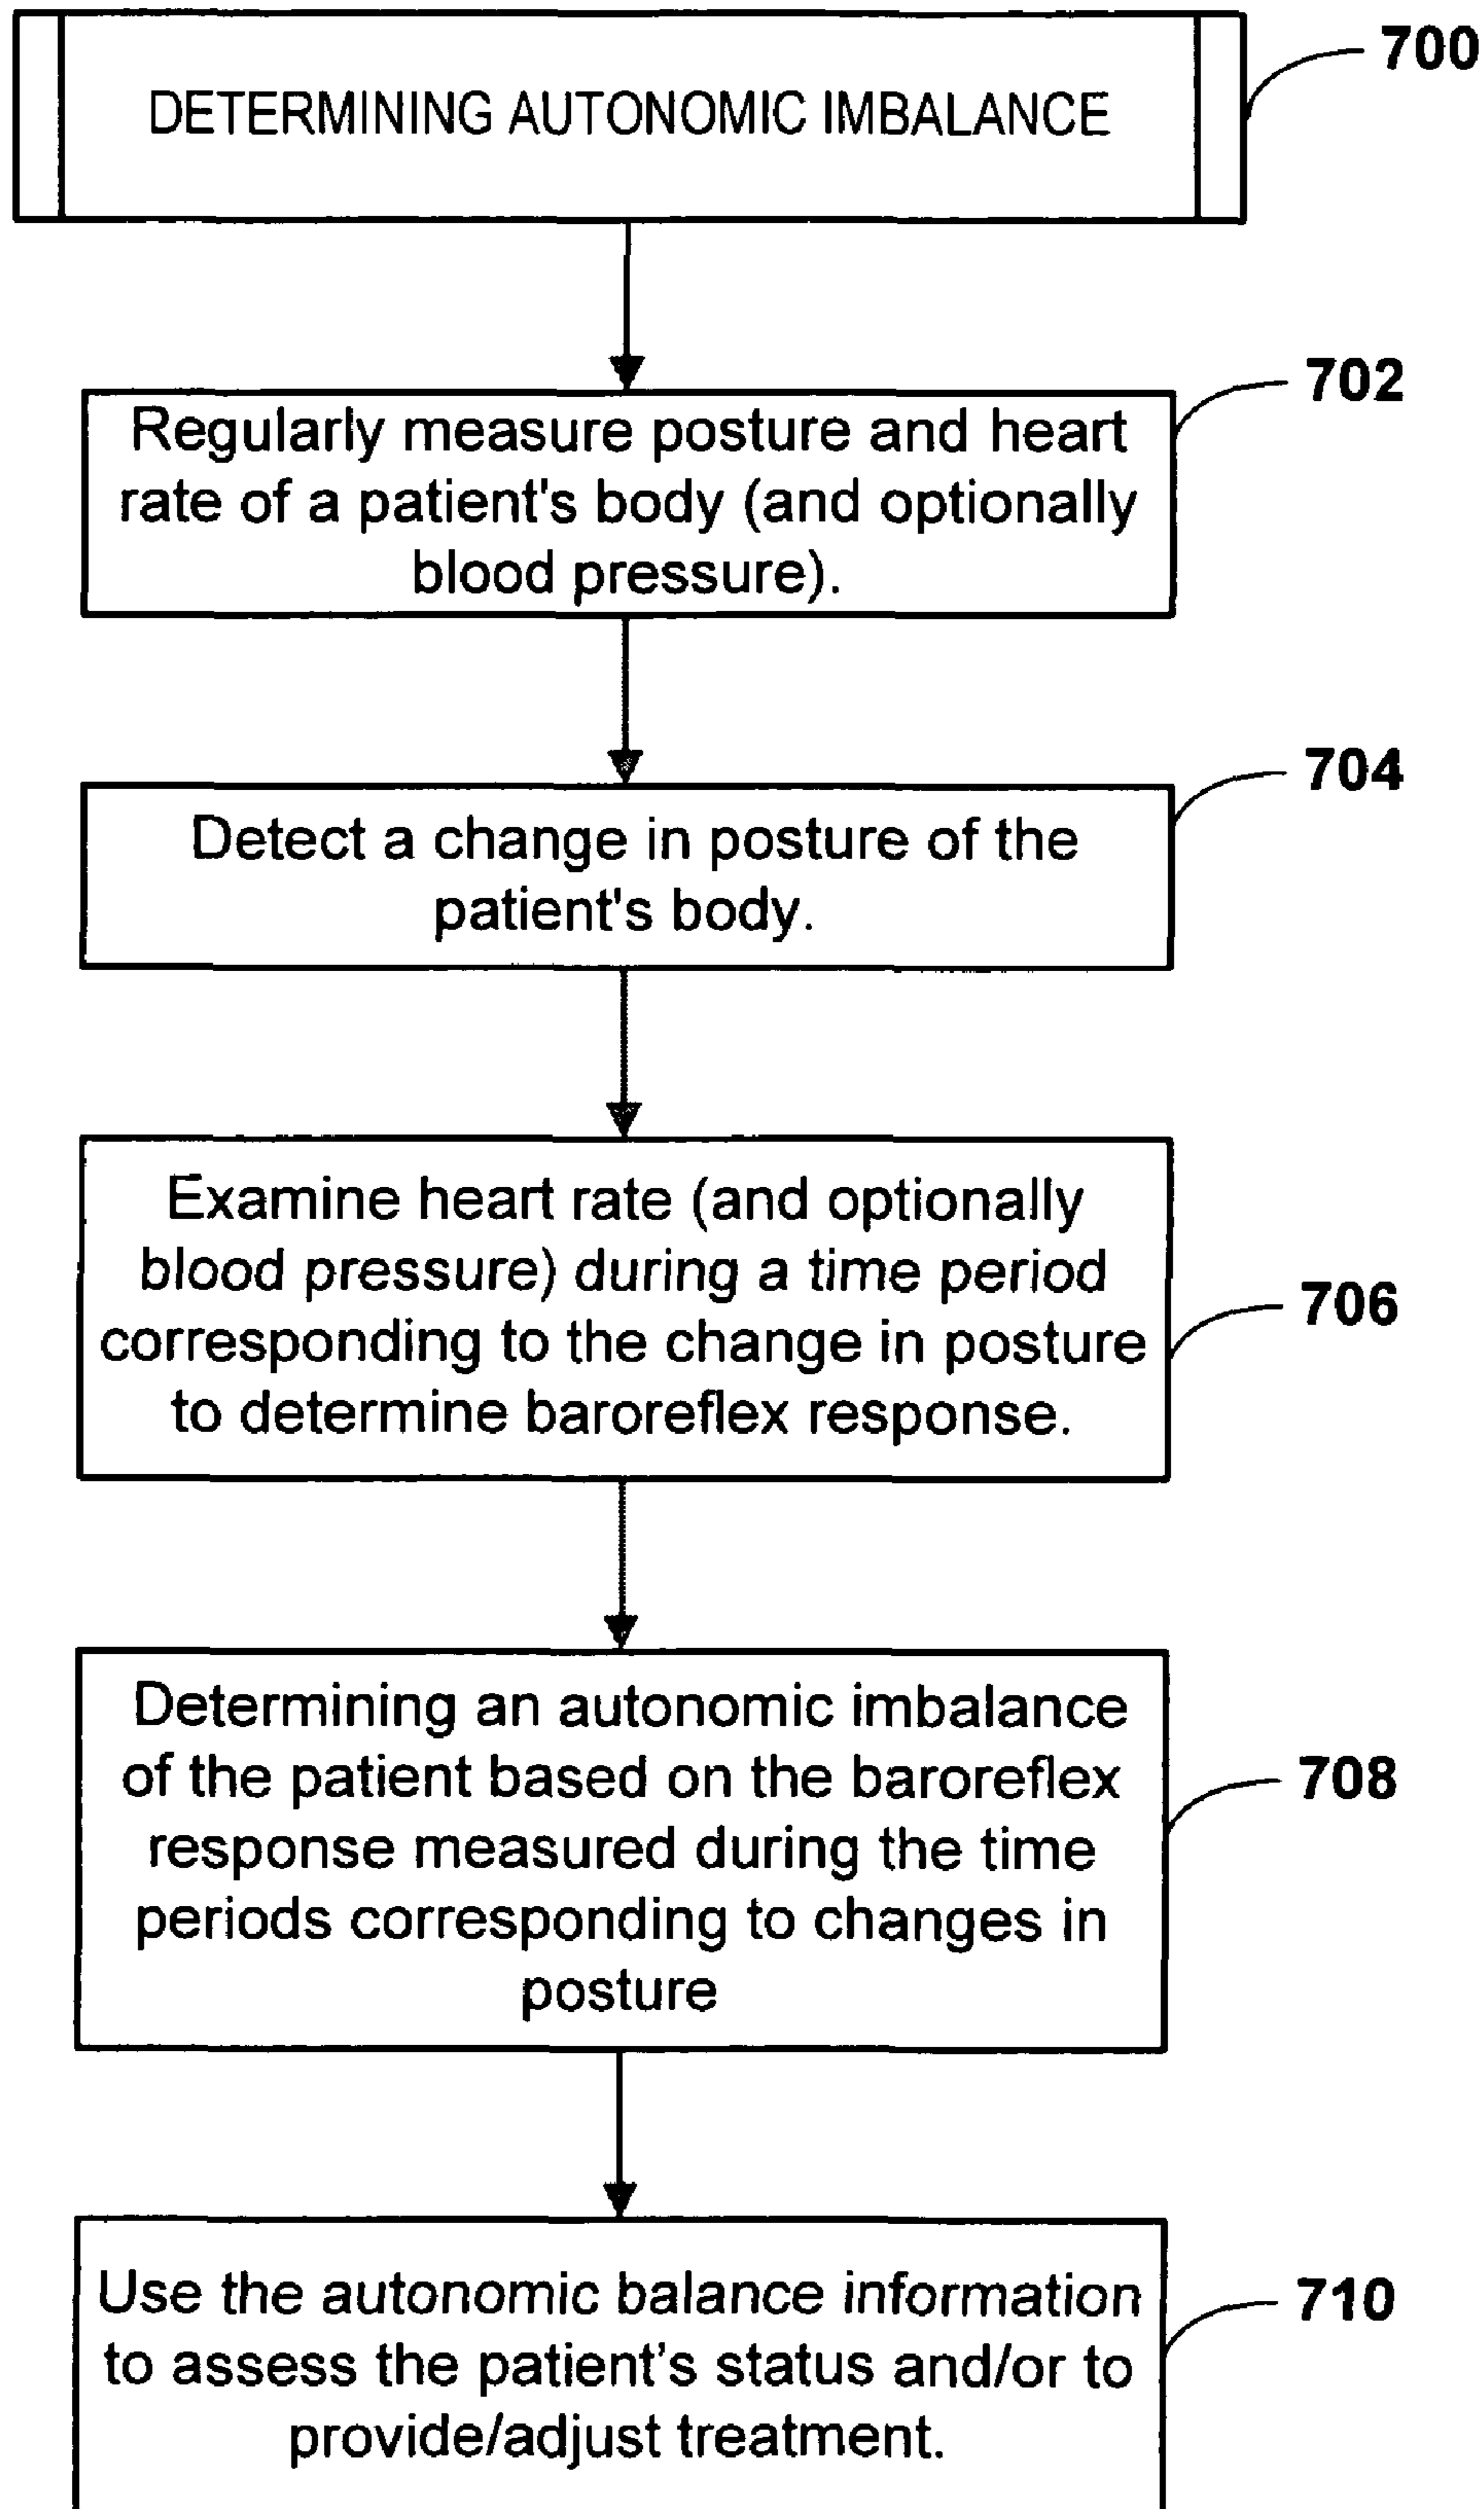 DETERMINING AUTONOMIC IMBALANCE
700
Regularly measure posture and heart
rate of a patient's body (and optionally
blood pressure).
702
Detect a change in posture of the
patient's body.
704
Examine heart rate (and optionally
blood pressure) during a time period
corresponding to the change in posture
to determine baroreflex response.
706
Determining an autonomic imbalance
of the patient based on the baroreflex
response measured during the time
periods corresponding to changes in
posture
708
Use the autonomic balance information
to assess the patient's status and/or to
provide/adjust treatment.
710